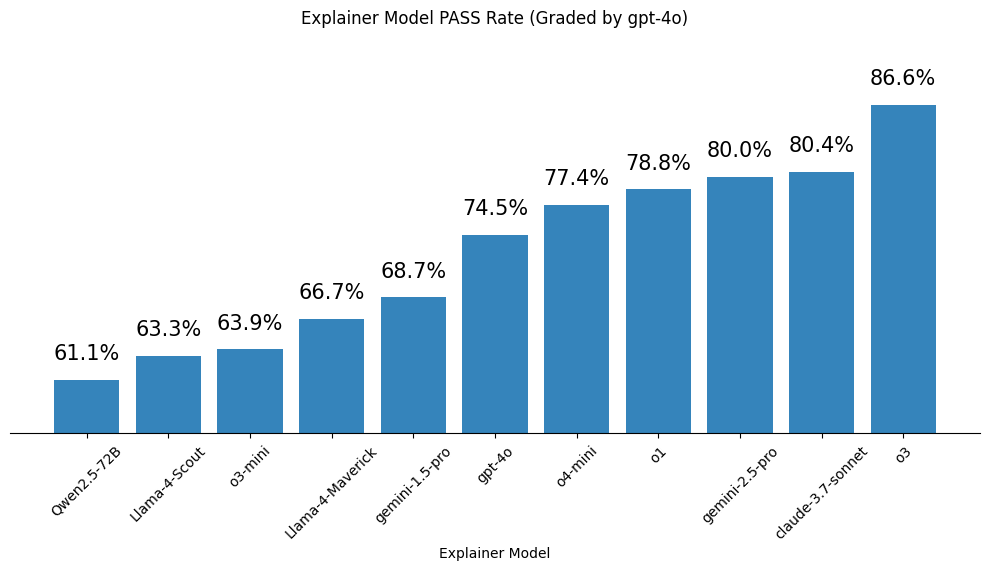 Explainer Model PASS Rate (Graded by gpt-4o)
61.1%
63.3%
63.9%
66.7%
68.7%
74.5%
77.4%
78.8%
80.0%
80.4%
86.6%
Qwen2.5-72B
Llama-4-Scout
o3-mini
Llama-4-Maverick
gemini-1.5-pro
gpt-4o
o4-mini
o1
gemini-2.5-pro
claude-3.7-sonnet
o3
Explainer Model